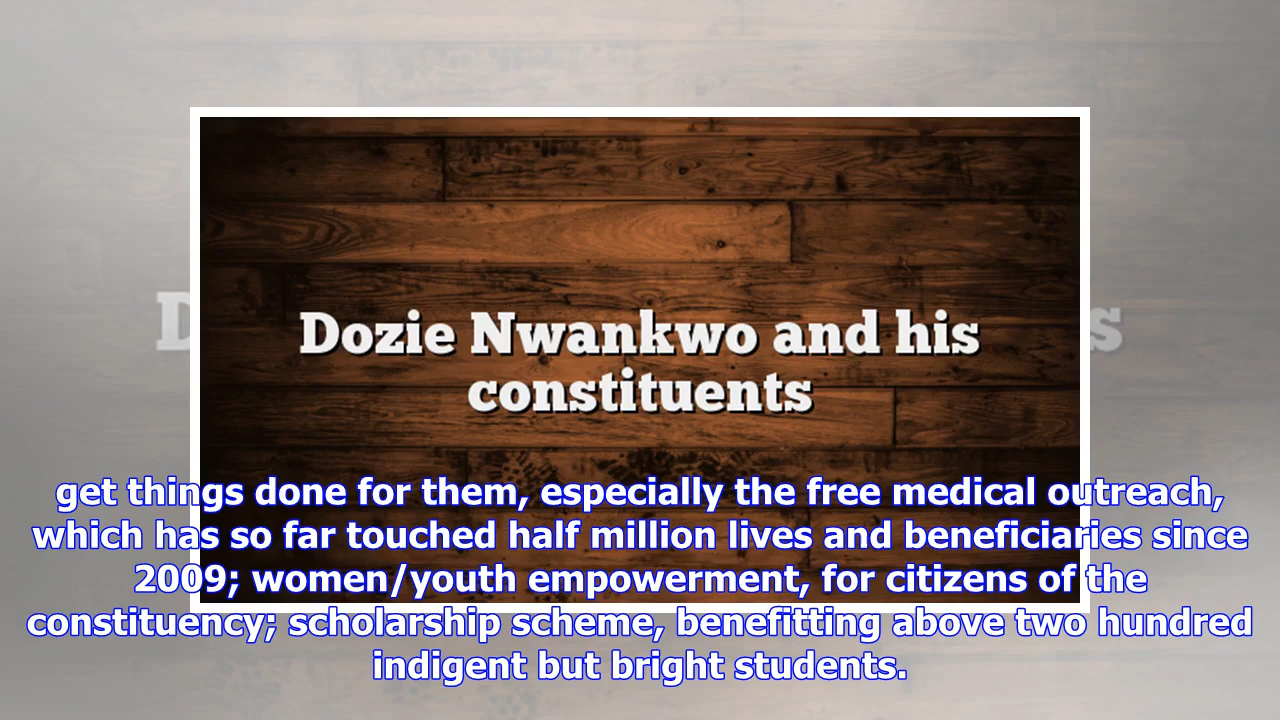 Dozie Nwankwo and his
constituents
get things done for them, especially the free medical outreach,
which has so far touched half million lives and beneficiaries since
2009; women/youth empowerment, for citizens of the
constituency; scholarship scheme, benefitting above two hundred
indigent but bright students.